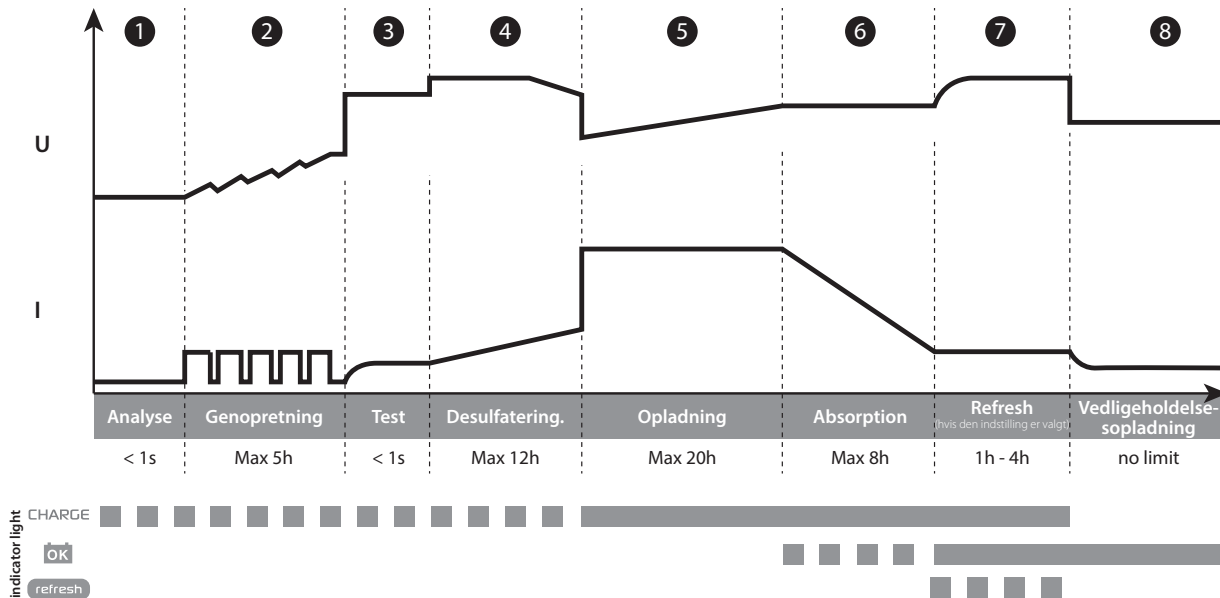 1 2 3 4 5 6 7 8
U
I
Analyse Genopretning Test Desulfatering. Opladning Absorption Refresh Vedligeholdelse-
(hvis den indstilling er valgt) sopladning
< 1s Max 5h < 1s Max 12h Max 20h Max 8h 1h - 4h no limit
indicator light
CHARGE
OK
refresh